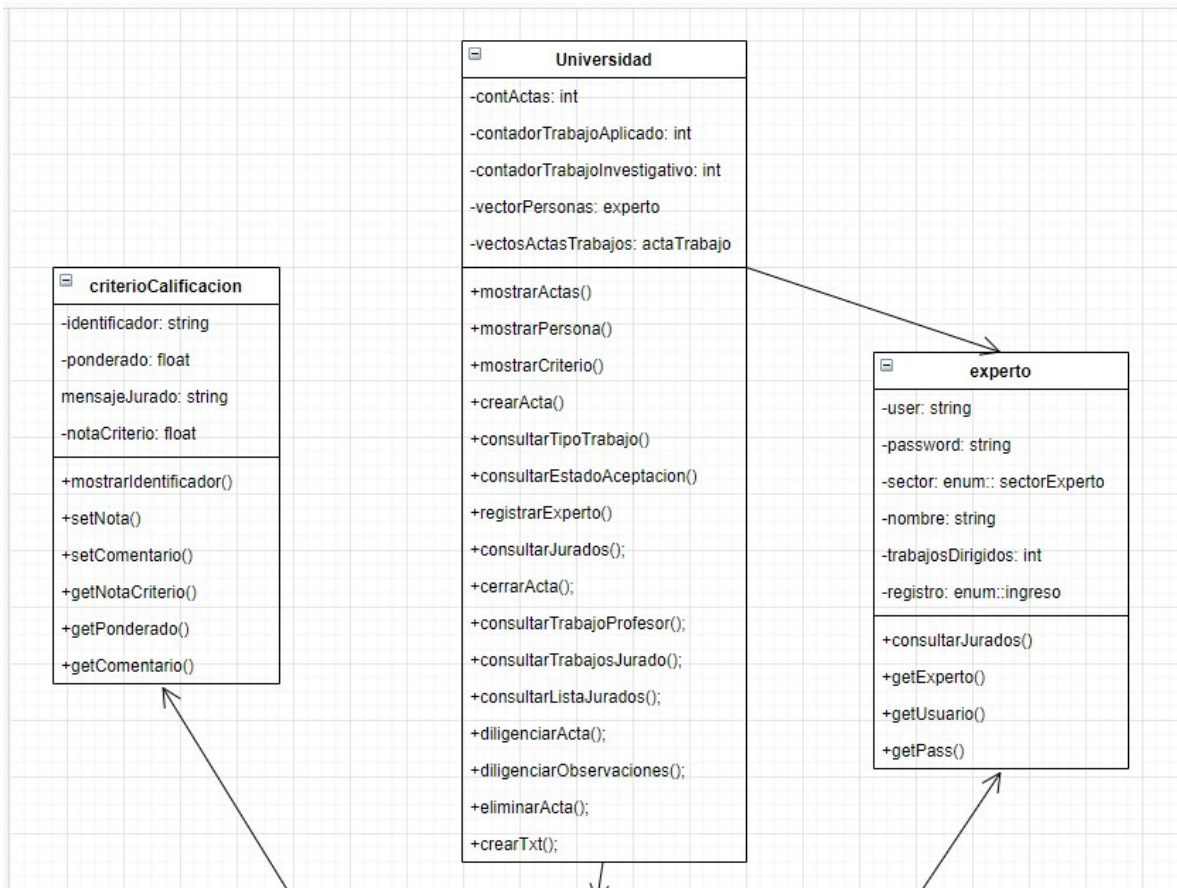 Universidad
-contActas: int
-contadorTrabajoAplicado: int
-contadorTrabajoInvestigativo: int
-vectorPersonas: experto
-vectosActasTrabajos: actaTrabajo
+mostrarActas()
+mostrarPersona()
+mostrarCriterio()
+crearActa()
+consultarTipoTrabajo()
+consultarEstadoAceptacion()
+registrarExperto()
+consultarJurados();
+cerrarActa();
+consultarTrabajoProfesor();
+consultarTrabajosJurado();
+consultarListaJurados();
+diligenciarActa();
+diligenciarObservaciones();
+eliminarActa();
+crearTxt();
criterioCalificacion
-identificador: string
-ponderado: float
mensajeJurado: string
-notaCriterio: float
+mostrarIdentificador()
+setNota()
+setComentario()
+getNotaCriterio()
+getPonderado()
+getComentario()
experto
-user: string
-password: string
-sector: enum:: sectorExperto
-nombre: string
-trabajosDirigidos: int
-registro: enum::ingreso
+consultarJurados()
+getExperto()
+getUsuario()
+getPass()